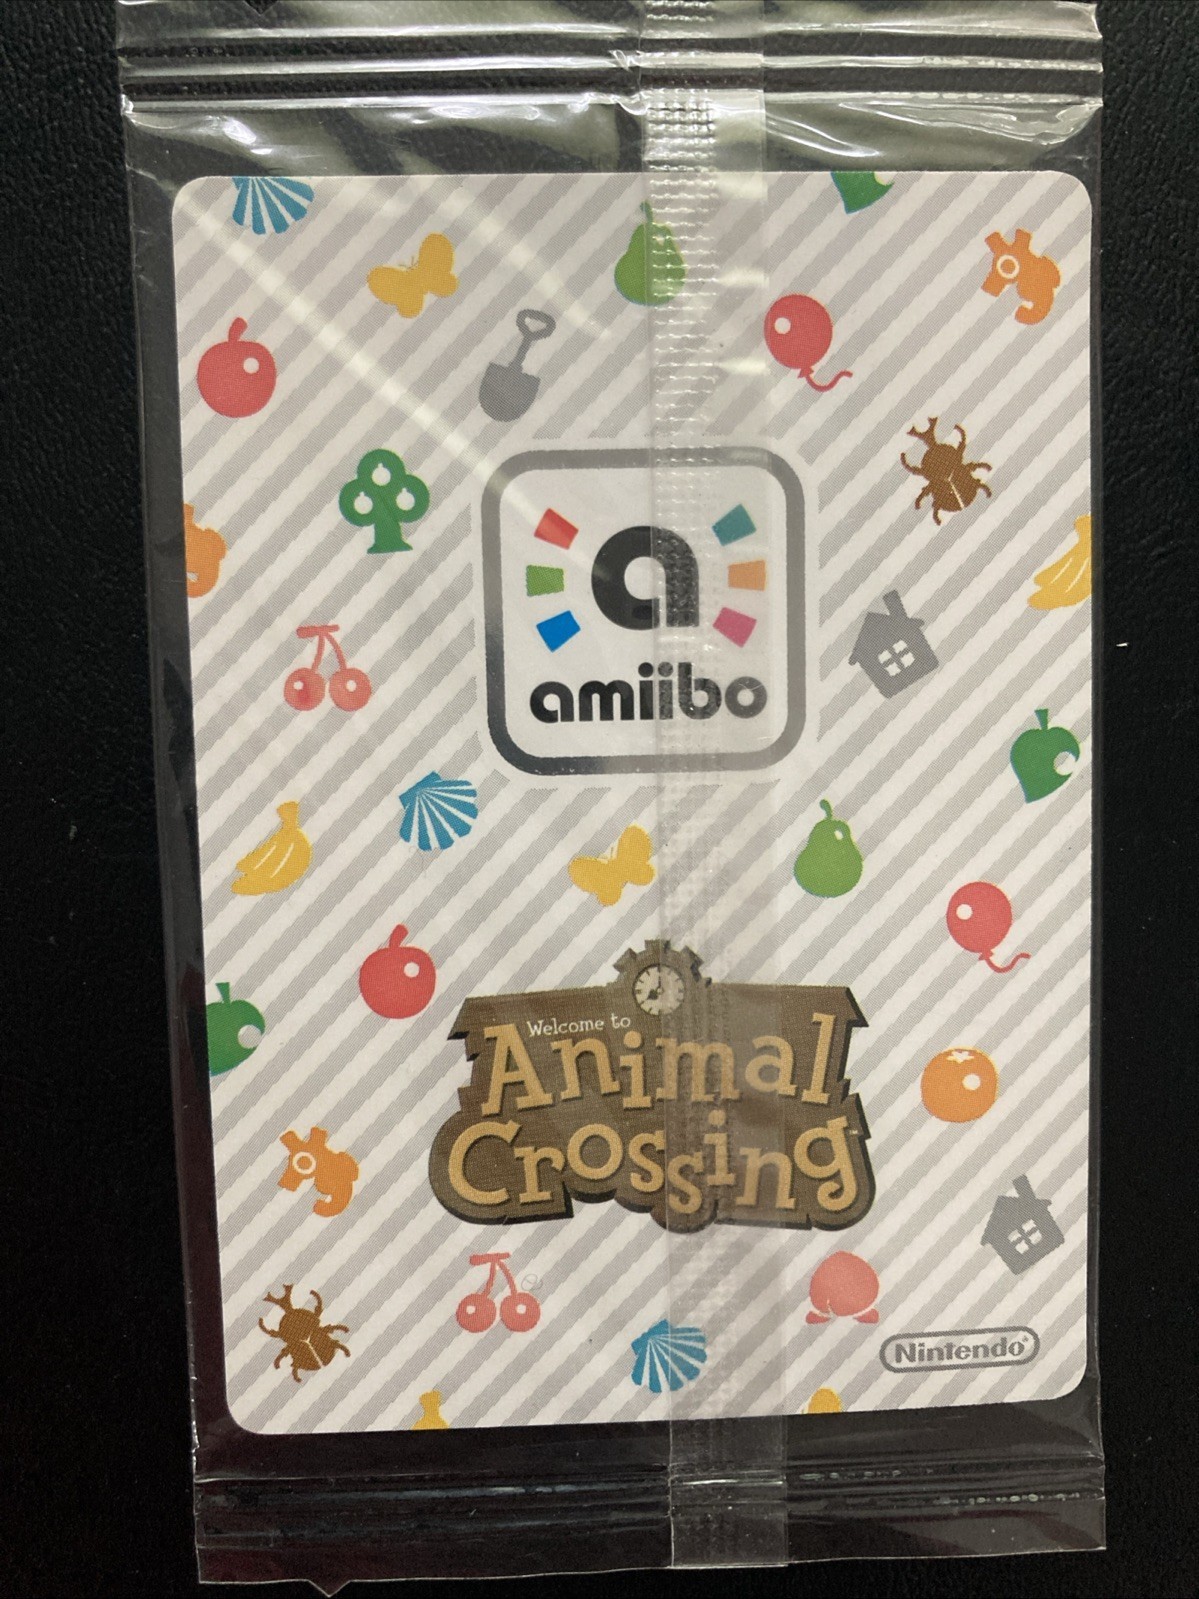 a
amiibo
Welcome to
Animal
Crossing
Nintendo